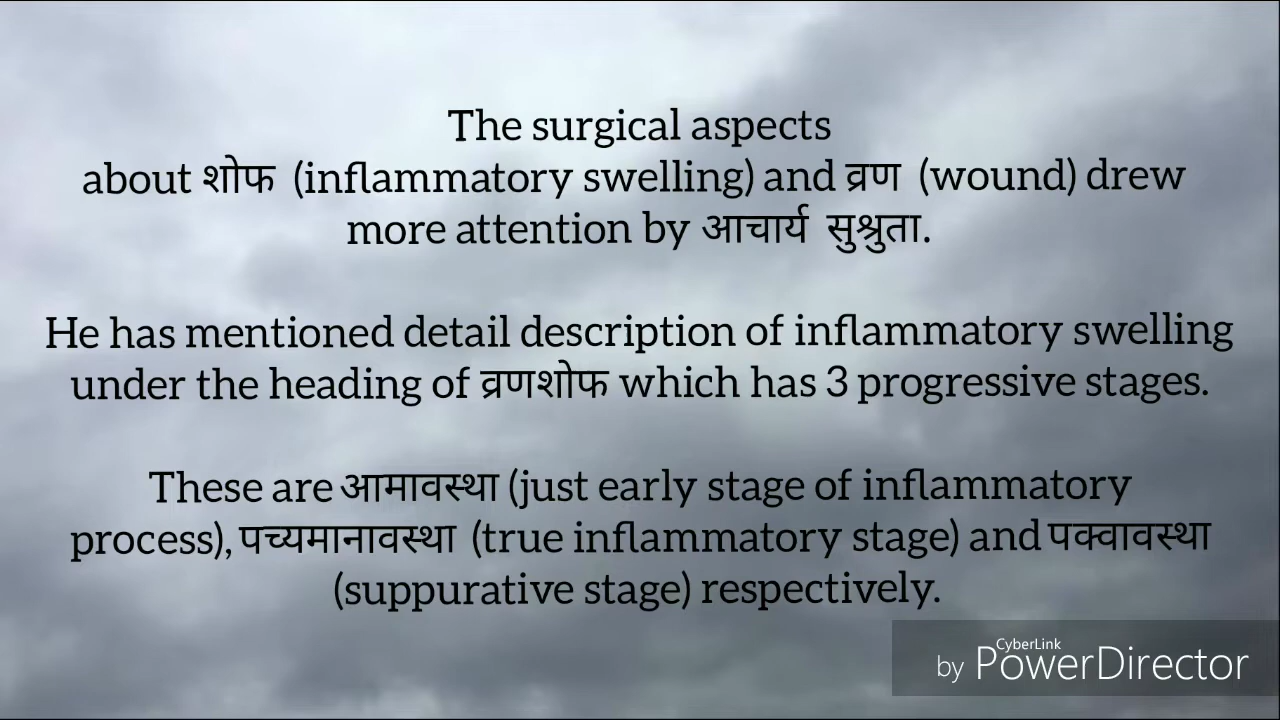 The surgical aspects
about शोफ (inflammatory swelling) and व्रण (wound) drew
more attention by आचार्य सुश्रुता.
He has mentioned detail description of inflammatory swelling
under the heading of व्रणशोफ which has 3 progressive stages.
These are आमावस्था (just early stage of inflammatory
process), पच्यमानावस्था (true inflammatory stage) and पक्वावस्था
(suppurative stage) respectively.
CyberLink
by PowerDirector